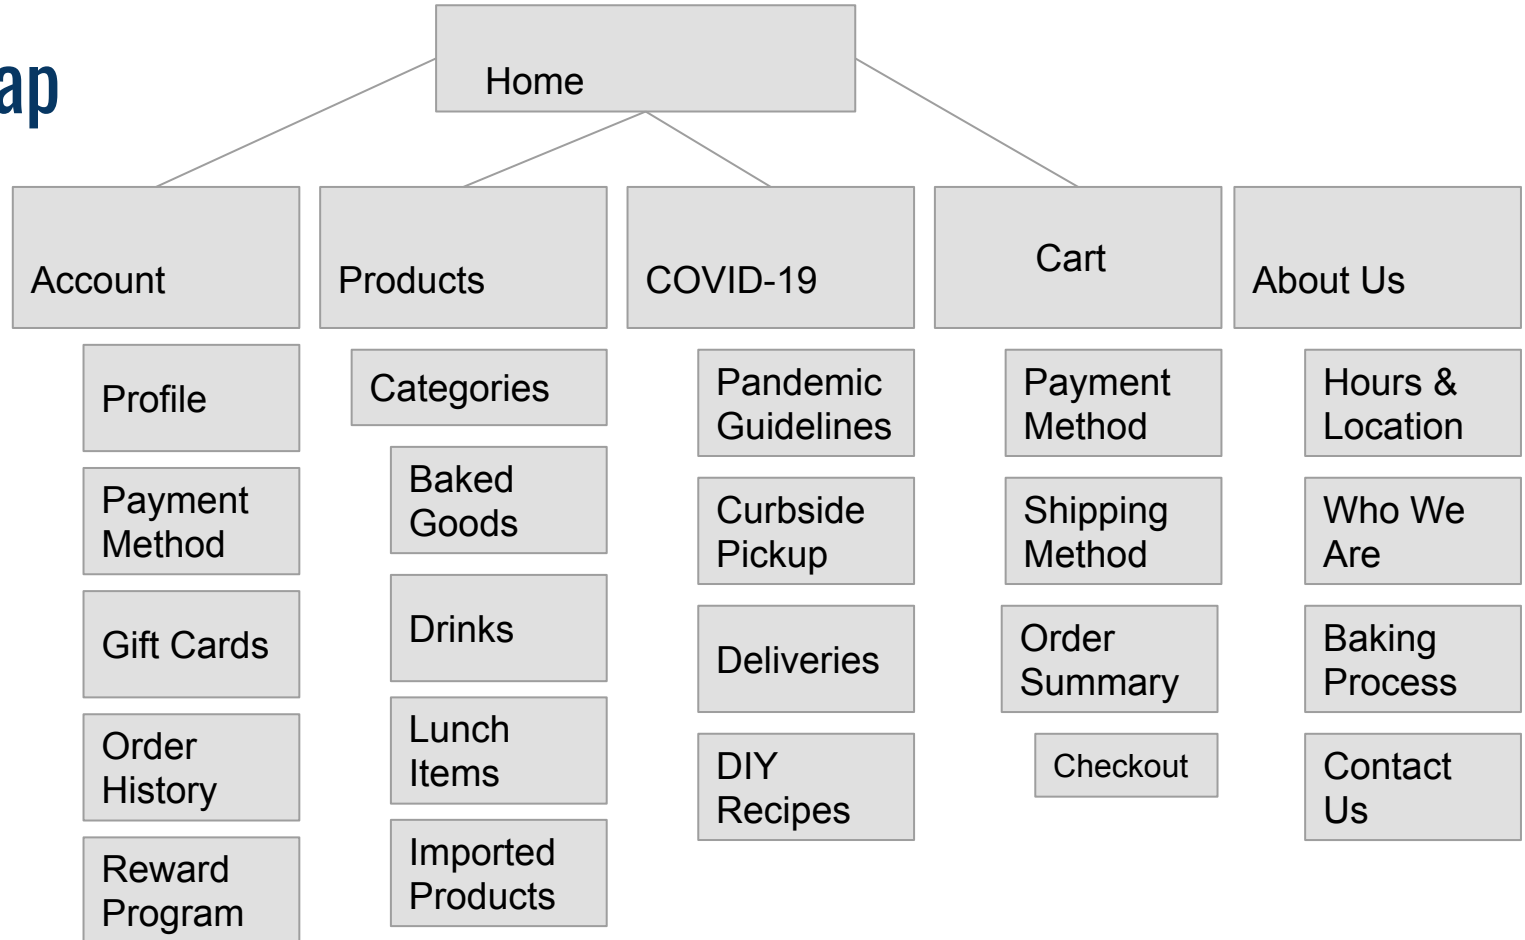 ap
Home
Account
Products
COVID-19
Cart
About Us
Profile
Payment
Method
Gift Cards
Order
History
Reward
Program
Categories
Baked
Goods
Drinks
Lunch
Items
Imported
Products
Pandemic
Guidelines
Curbside
Pickup
Deliveries
DIY
Recipes
Payment
Method
Shipping
Method
Order
Summary
Checkout
Hours &
Location
Who We
Are
Baking
Process
Contact
Us